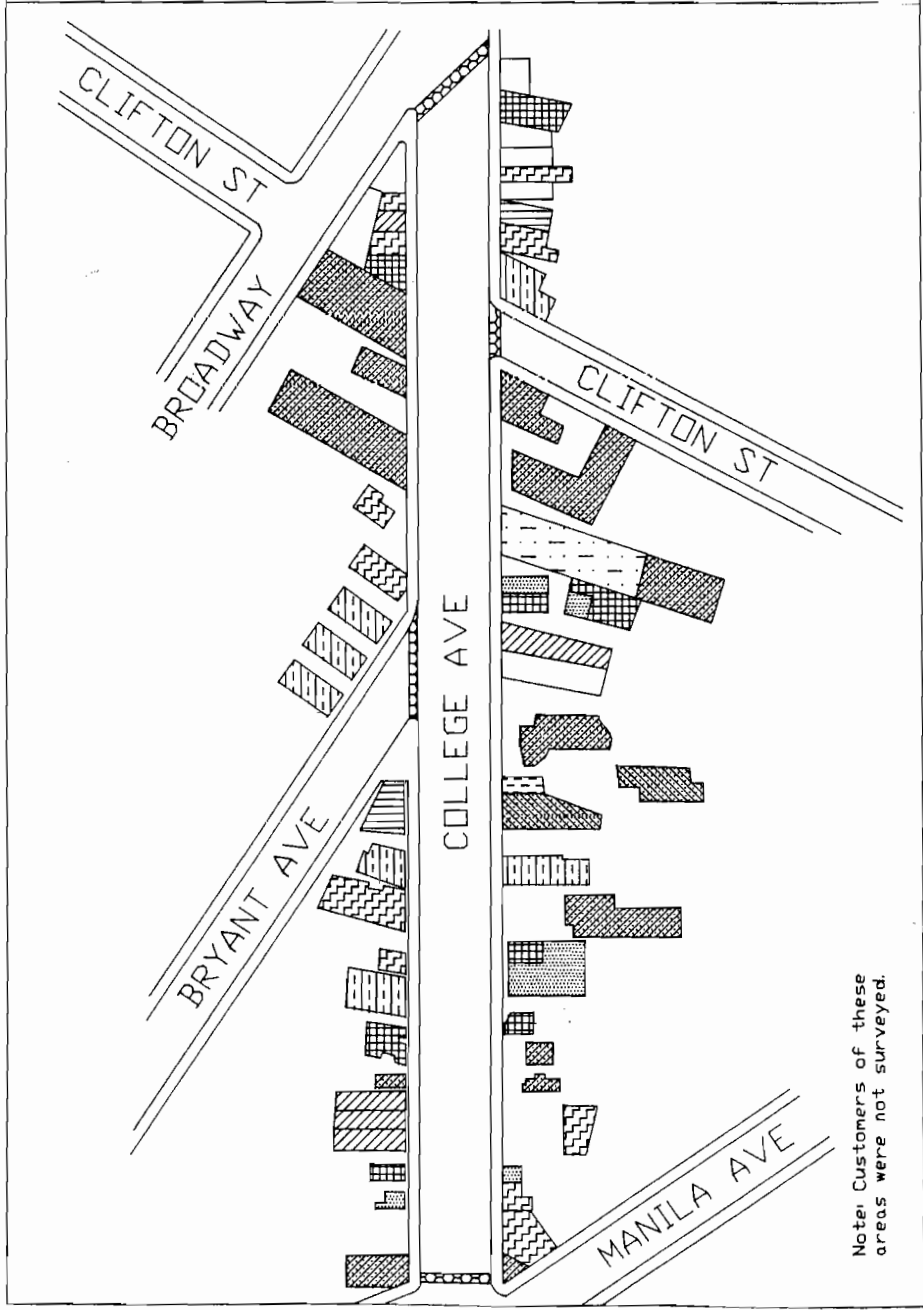 CLIFTON ST
BROADWAY
CLIFTON ST
COLLEGE AVE
BRYANT AVE
MANILA AVE
Note: Customers of these
areas were not surveyed.